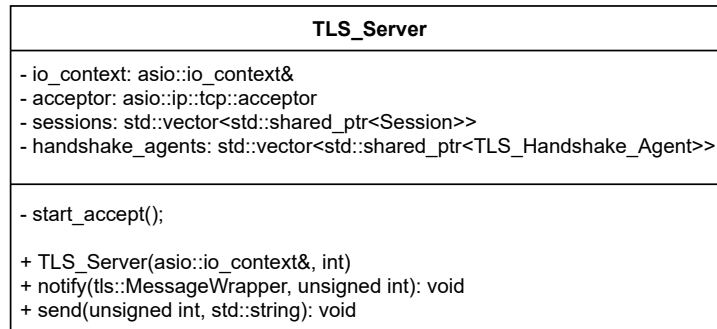 TLS_Server
- io_context: asio::io_context&
- acceptor: asio::ip::tcp::acceptor
- sessions: std::vector<std::shared_ptr<Session>>
- handshake_agents: std::vector<std::shared_ptr<TLS_Handshake_Agent>>
- start_accept();
+ TLS_Server(asio::io_context&, int)
+ notify(tls::MessageWrapper, unsigned int): void
+ send(unsigned int, std::string): void